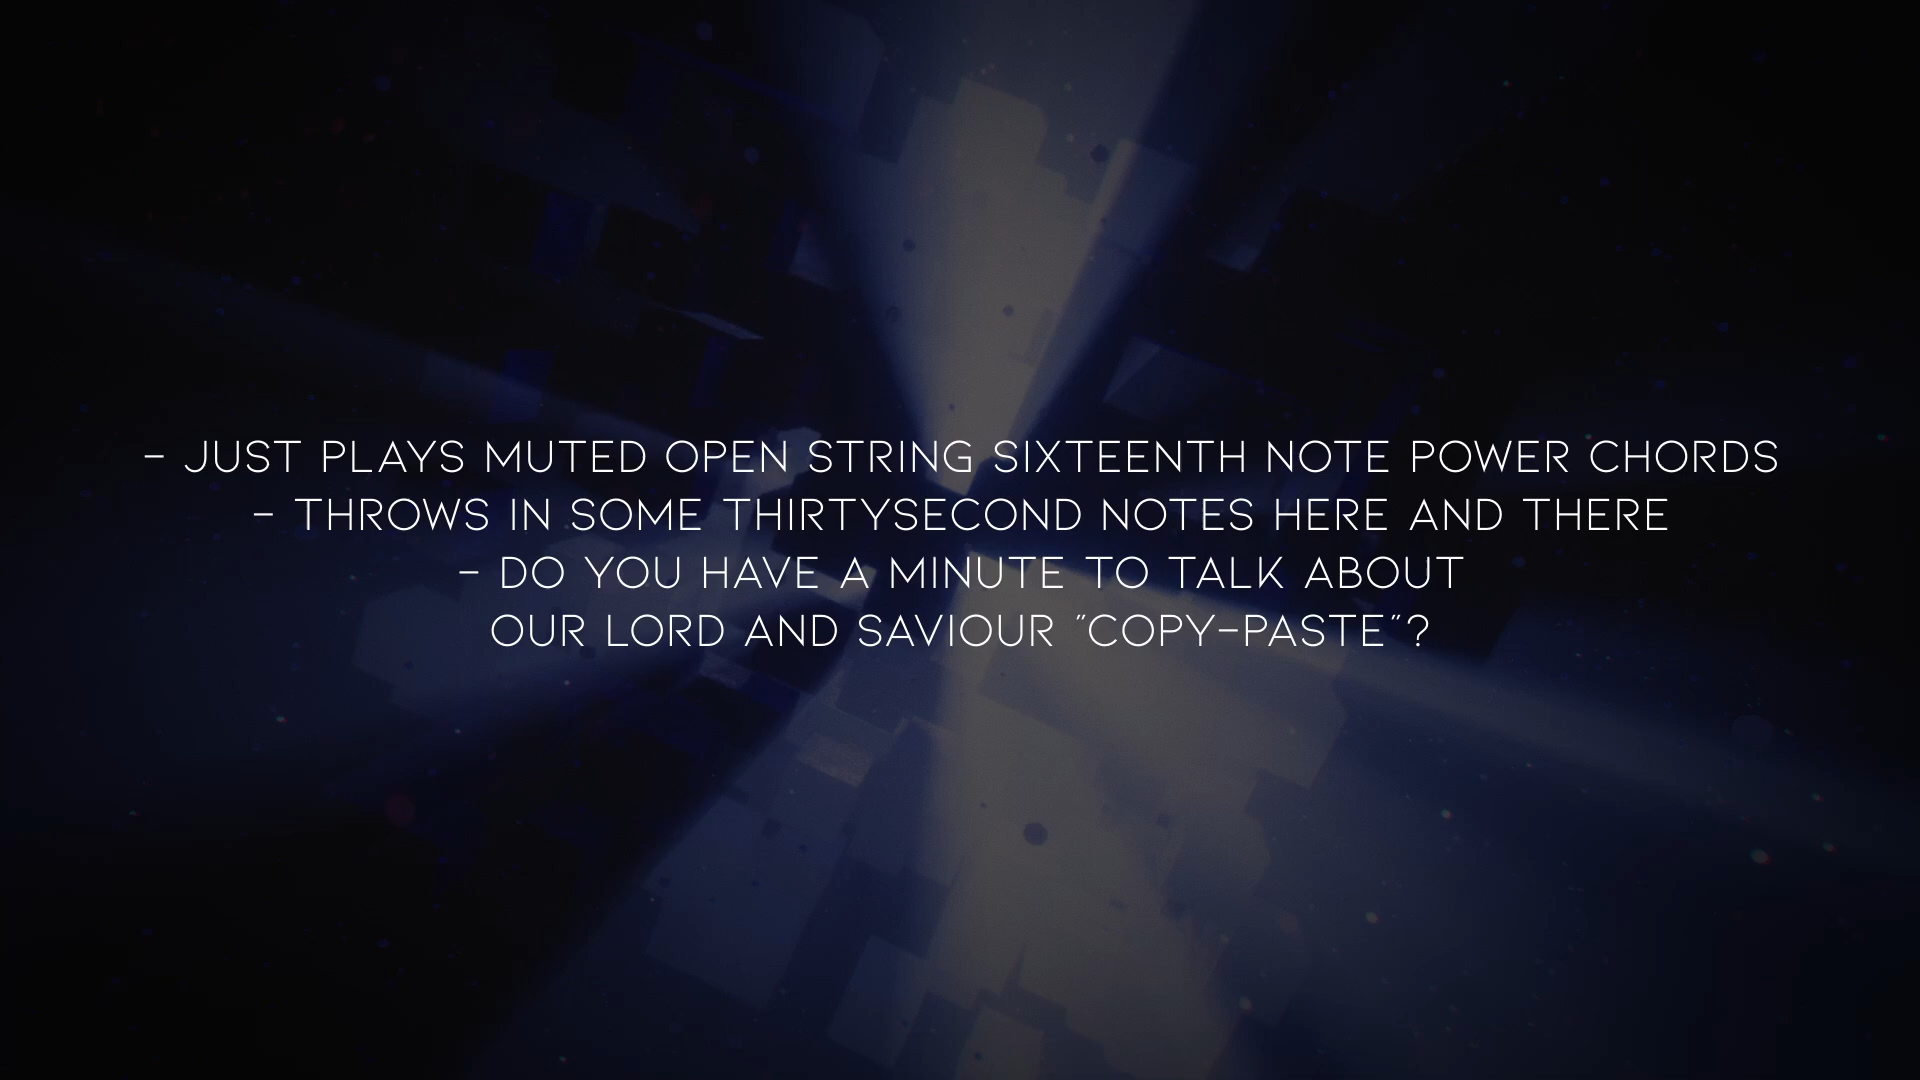 - JUST PLAYS MUTED OPEN STRING SIXTEENTH NOTE POWER CHORDS
- THROWS IN SOME THIRTYSECOND NOTES HERE AND THERE
- DO YOU HAVE A MINUTE TO TALK ABOUT
OUR LORD AND SAVIOUR "COPY-PASTE"?